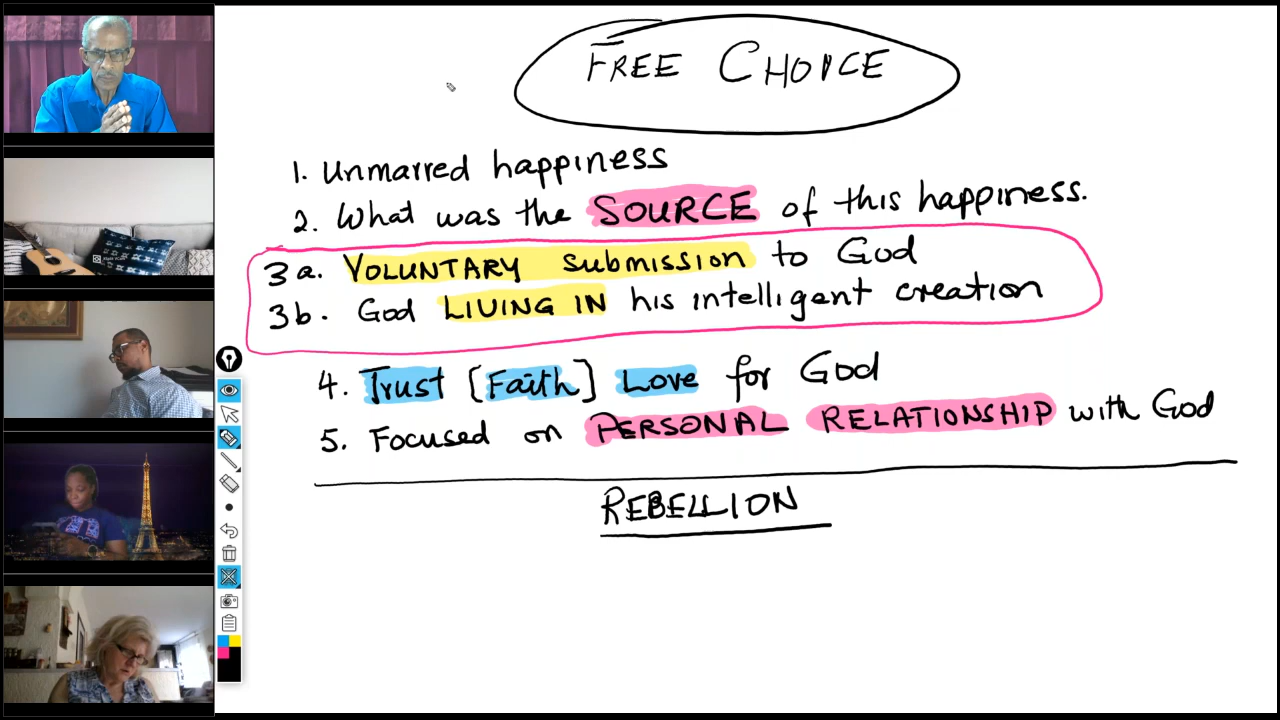 FREE CHOICE
1. Unmarred happiness
2. What was the SOURCE of this happiness.
3a. VOLUNTARY submission to God
3b. God LIVING IN his intelligent creation
4. Trust [Faith] Love for God
5. Focused on PERSONAL RELATIONSHIP with God
REBELLION